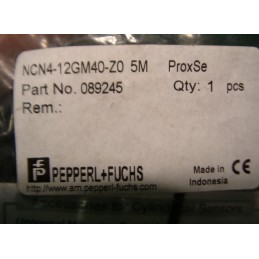 NCN4-12GM40-Z0 5M ProxSe
Part No. 089245 Qty: 1 pcs
Rem.:
PEPPERL+FUCHS
http://www.am.pepperl-fuchs.com
Made in
Indonesia
CE